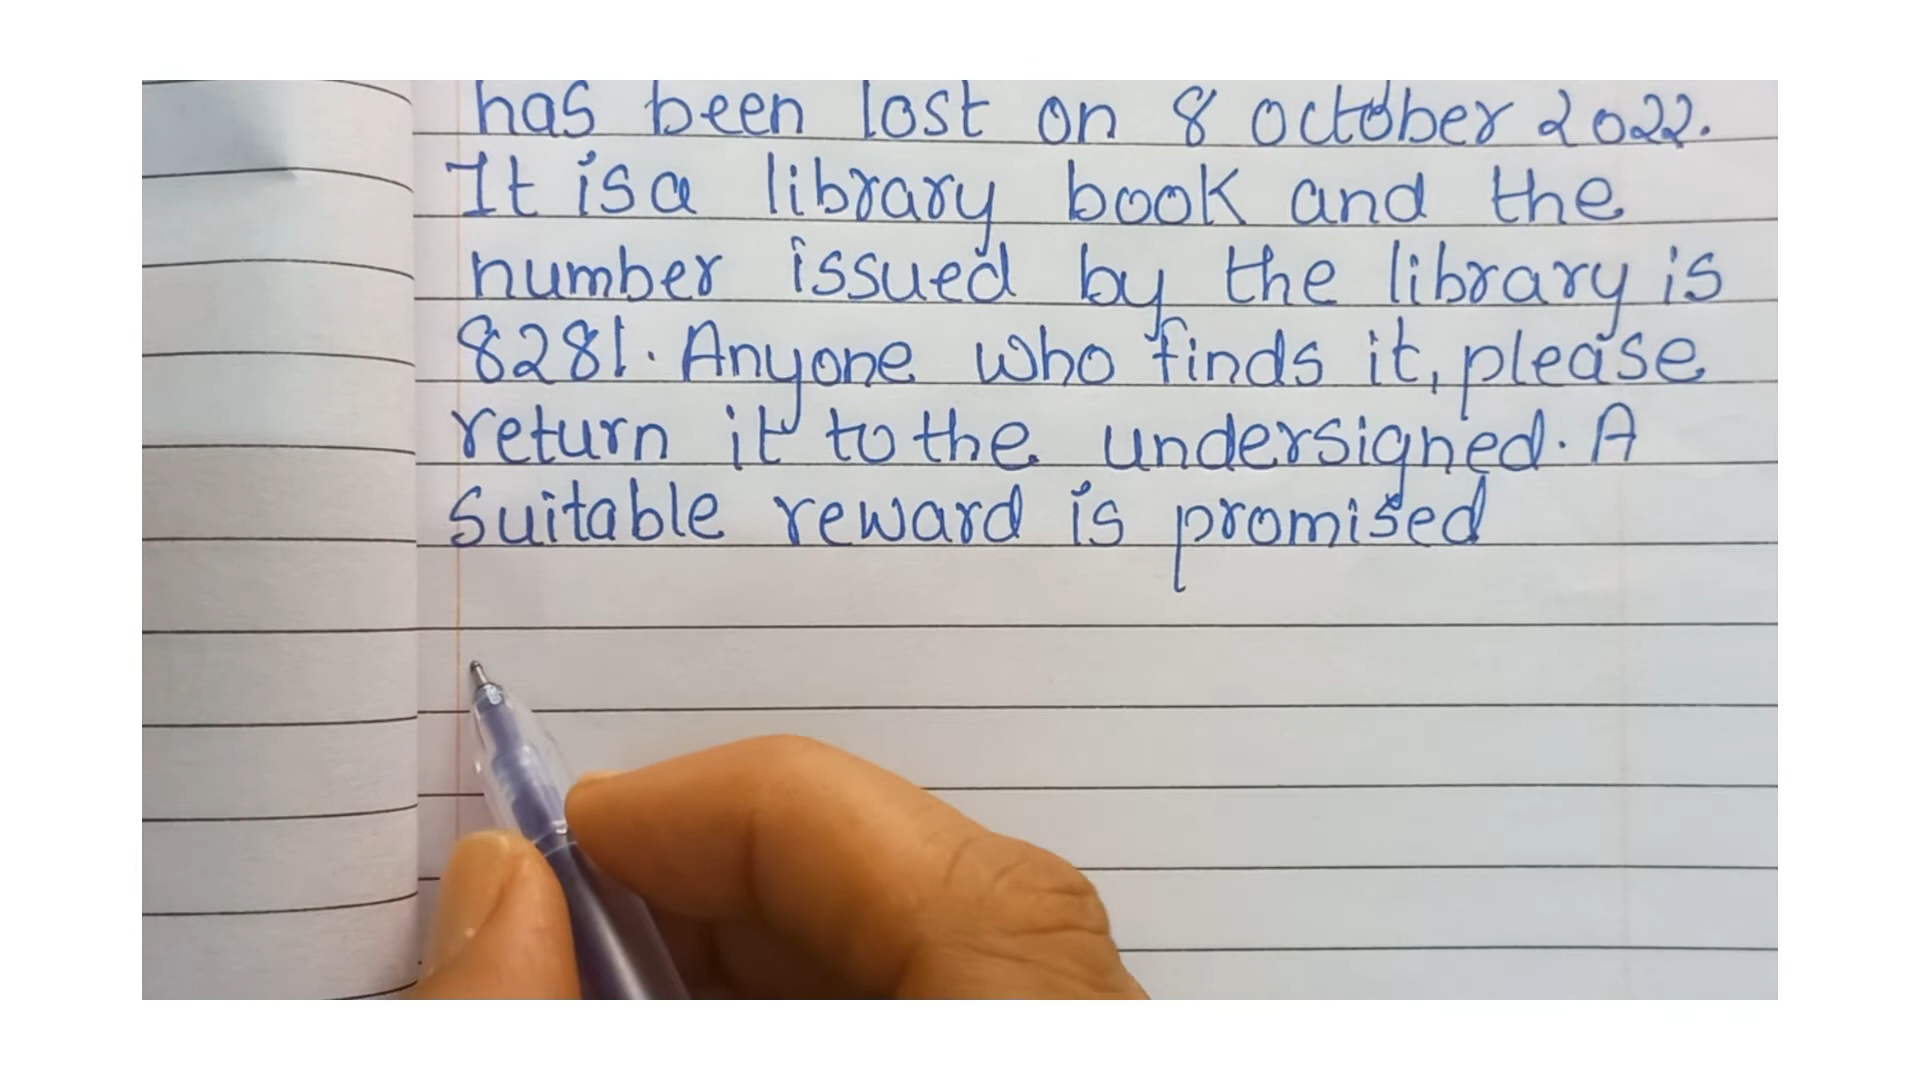 has been lost on 8 october 2022.
It is a library book and the
number issued by the library is
8281. Anyone who finds it, please
return it to the undersigned. A
suitable reward is promised